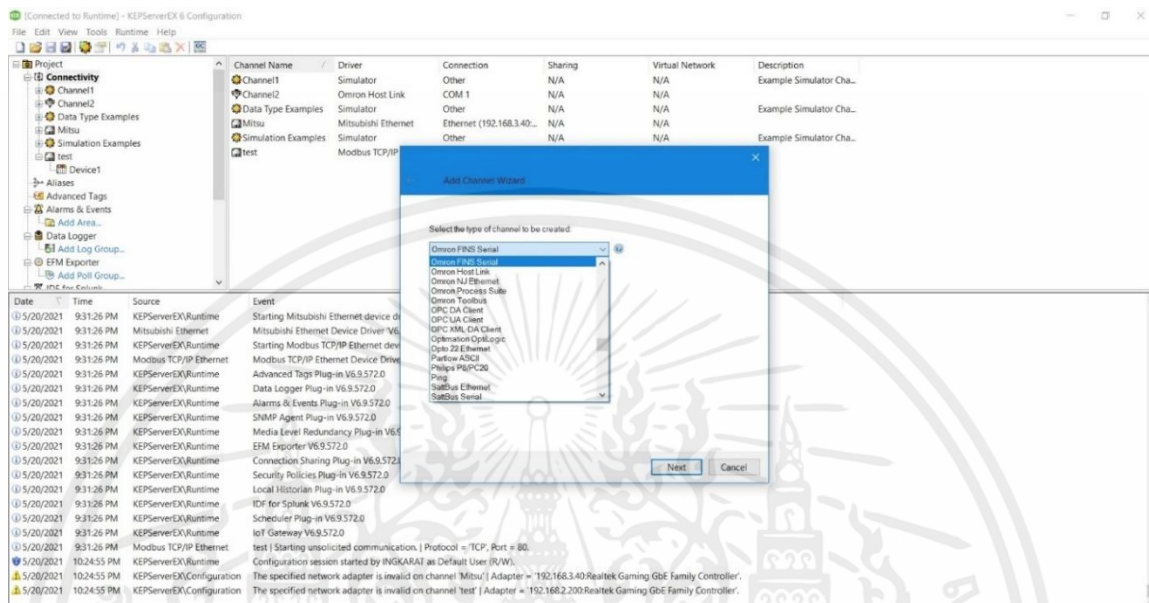 [Connected to Runtime] - KEPServerEX 6 Configuration
File Edit View Tools Runtime Help
Project
Connectivity
Channel1
Channel2
Data Type Examples
Mitsu
Simulation Examples
test
Device1
Aliases
Advanced Tags
Alarms & Events
Add Area...
Data Logger
Add Log Group...
EFM Exporter
Add Poll Group...
IDF for Splunk
Channel Name Driver Connection Sharing Virtual Network Description
Channel1 Simulator Other N/A N/A Example Simulator Cha...
Channel2 Omron Host Link COM 1 N/A N/A
Data Type Examples Simulator Other N/A N/A Example Simulator Cha...
Mitsu Mitsubishi Ethernet Ethernet (192.168.3.40:... N/A N/A
Simulation Examples Simulator Other N/A N/A Example Simulator Cha...
test Modbus TCP/IP
Add Channel Wizard
Select the type of channel to be created:
Omron FINS Serial
Omron FINS Serial
Omron Host Link
Omron NJ Ethernet
Omron Process Suite
Omron Toolbus
OPC DA Client
OPC UA Client
OPC XML-DA Client
Optimation OptiLogic
Opto 22 Ethernet
Partlow ASCII
Philips P8/PC20
Ping
SattBus Ethernet
SattBus Serial
Next Cancel
Date Time Source Event
5/20/2021 9:31:26 PM KEPServerEX\Runtime Starting Mitsubishi Ethernet device
5/20/2021 9:31:26 PM Mitsubishi Ethernet Mitsubishi Ethernet Device Driver 'V6.
5/20/2021 9:31:26 PM KEPServerEX\Runtime Starting Modbus TCP/IP Ethernet
5/20/2021 9:31:26 PM Modbus TCP/IP Ethernet Modbus TCP/IP Ethernet Device Drive
5/20/2021 9:31:26 PM KEPServerEX\Runtime Advanced Tags Plug-in V6.9.572.0
5/20/2021 9:31:26 PM KEPServerEX\Runtime Data Logger Plug-in V6.9.572.0
5/20/2021 9:31:26 PM KEPServerEX\Runtime Alarms & Events Plug-in V6.9.572.0
5/20/2021 9:31:26 PM KEPServerEX\Runtime SNMP Agent Plug-in V6.9.572.0
5/20/2021 9:31:26 PM KEPServerEX\Runtime Media Level Redundancy Plug-in V6.9
5/20/2021 9:31:26 PM KEPServerEX\Runtime EFM Exporter V6.9.572.0
5/20/2021 9:31:26 PM KEPServerEX\Runtime Connection Sharing Plug-in V6.9.572.
5/20/2021 9:31:26 PM KEPServerEX\Runtime Security Policies Plug-in V6.9.572.0
5/20/2021 9:31:26 PM KEPServerEX\Runtime Local Historian Plug-in V6.9.572.0
5/20/2021 9:31:26 PM KEPServerEX\Runtime IDF for Splunk V6.9.572.0
5/20/2021 9:31:26 PM KEPServerEX\Runtime Scheduler Plug-in V6.9.572.0
5/20/2021 9:31:26 PM KEPServerEX\Runtime IoT Gateway V6.9.572.0
5/20/2021 9:31:26 PM Modbus TCP/IP Ethernet test | Starting unsolicited communication. | Protocol = 'TCP', Port = 80.
5/20/2021 10:24:55 PM KEPServerEX\Runtime Configuration session started by INGKARAT as Default User (R/W).
5/20/2021 10:24:55 PM KEPServerEX\Configuration The specified network adapter is invalid on channel 'Mitsu' | Adapter = '192.168.3.40:Realtek Gaming GbE Family Controller'.
5/20/2021 10:24:55 PM KEPServerEX\Configuration The specified network adapter is invalid on channel 'test' | Adapter = '192.168.2.200:Realtek Gaming GbE Family Controller'.